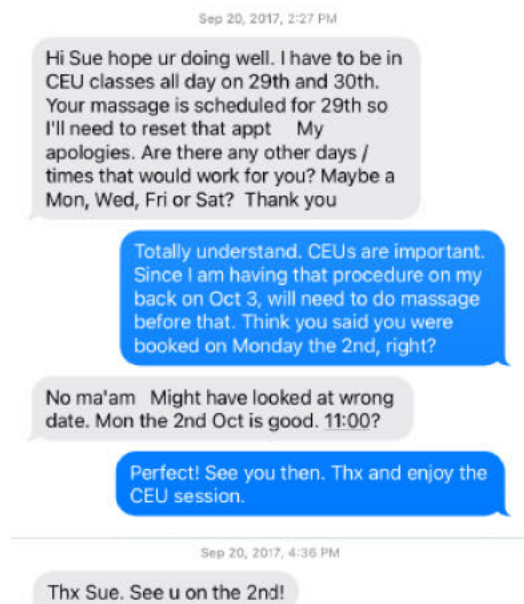 Sep 20, 2017, 2:27 PM
Hi Sue hope ur doing well. I have to be in
CEU classes all day on 29th and 30th.
Your massage is scheduled for 29th so
I'll need to reset that appt    My
apologies. Are there any other days /
times that would work for you? Maybe a
Mon, Wed, Fri or Sat?  Thank you
Totally understand. CEUs are important.
Since I am having that procedure on my
back on Oct 3, will need to do massage
before that. Think you said you were
booked on Monday the 2nd, right?
No ma'am   Might have looked at wrong
date. Mon the 2nd Oct is good. 11:00?
Perfect! See you then. Thx and enjoy the
CEU session.
Sep 20, 2017, 4:36 PM
Thx Sue. See u on the 2nd!